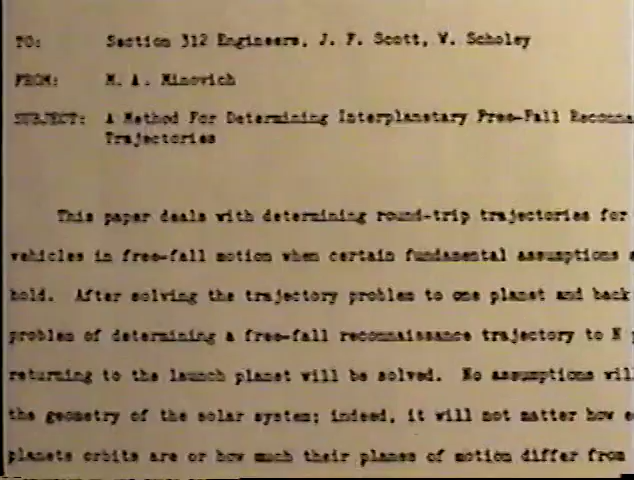 TO: Section 312 Engineers, J. F. Scott, V. Scholey
FROM: M. A. Minovich
SUBJECT: A Method For Determining Interplanetary Free-Fall Reconna
Trajectories
This paper deals with determining round-trip trajectories for
vehicles in free-fall motion when certain fundamental assumptions a
hold. After solving the trajectory problem to one planet and back
problem of determining a free-fall reconnaissance trajectory to N p
returning to the launch planet will be solved. No assumptions wil
the geometry of the solar system; indeed, it will not matter how e
planets orbits are or how much their planes of motion differ from